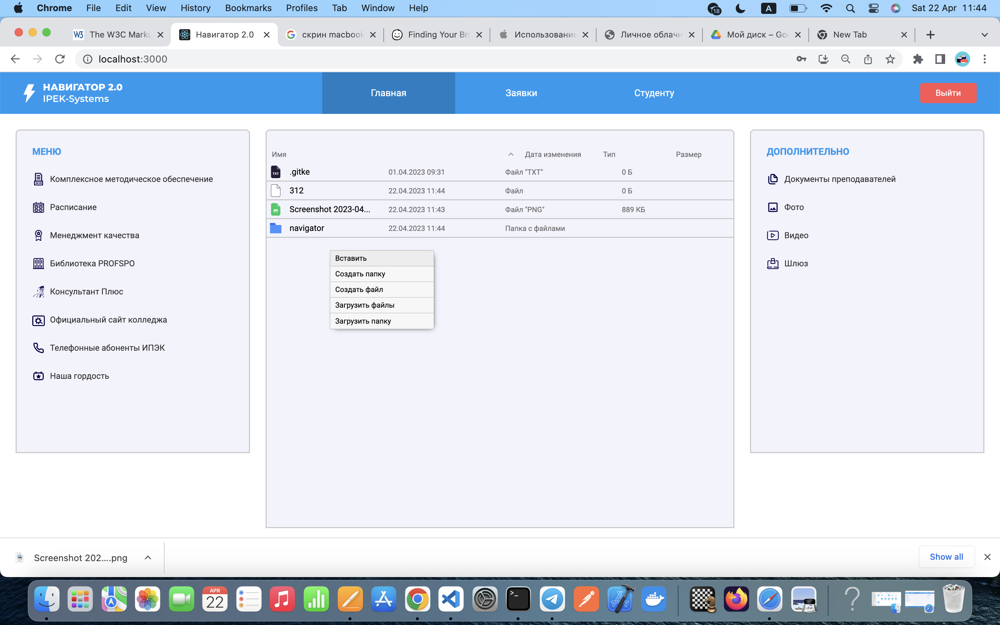 Chrome File Edit View History Bookmarks Profiles Tab Window Help 18 A Sat 22 Apr 11:44
W3 The W3C Marku Навигатор 2.0 скрин macbook Finding Your Bro Использование Личное облачн Мой диск – Goo New Tab
localhost:3000
НАВИГАТОР 2.0
IPEK-Systems
Главная Заявки Студенту Выйти
МЕНЮ
Комплексное методическое обеспечение
Расписание
Менеджмент качества
Библиотека PROFSPO
Консультант Плюс
Официальный сайт колледжа
Телефонные абоненты ИПЭК
Наша гордость
Имя Дата изменения Тип Размер
TXT .gitke 01.04.2023 09:31 Файл "TXT" 0 Б
312 22.04.2023 11:44 Файл 0 Б
Screenshot 2023-04... 22.04.2023 11:43 Файл "PNG" 889 КБ
navigator 22.04.2023 11:44 Папка с файлами
Вставить
Создать папку
Создать файл
Загрузить файлы
Загрузить папку
ДОПОЛНИТЕЛЬНО
Документы преподавателей
Фото
Видео
Шлюз
Screenshot 202....png Show all
APR
22